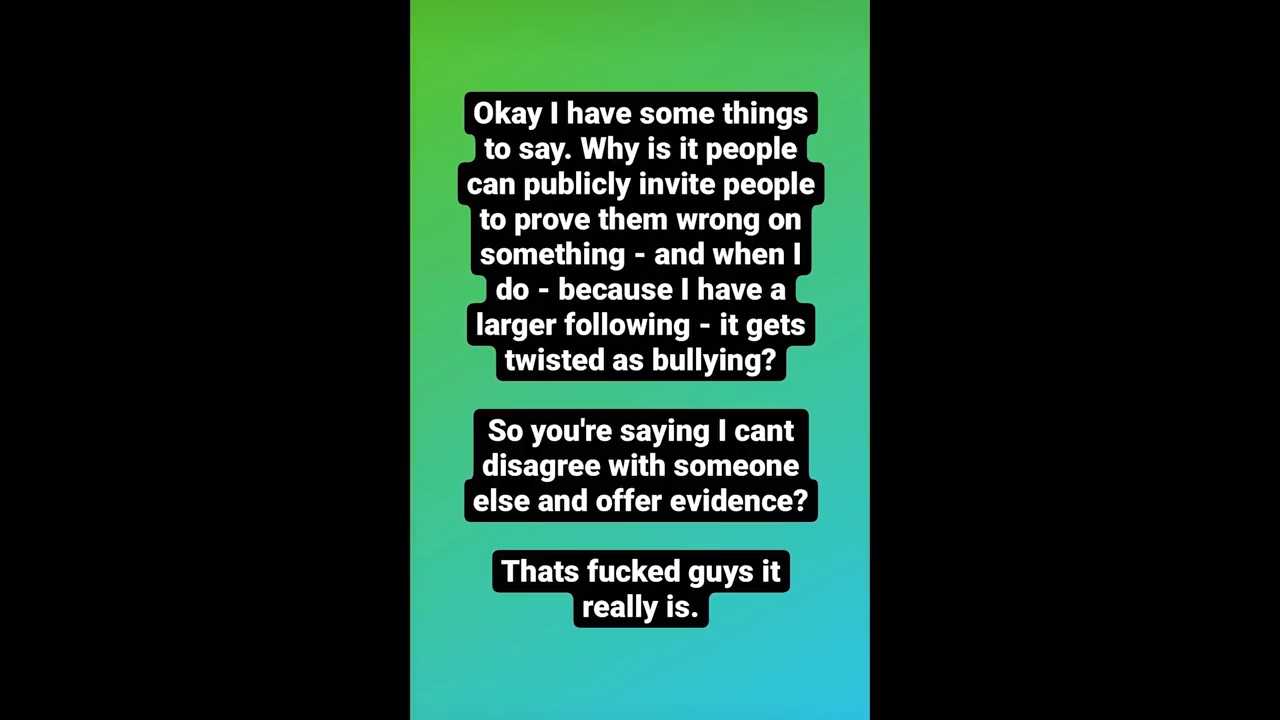 Okay I have some things
to say. Why is it people
can publicly invite people
to prove them wrong on
something - and when I
do - because I have a
larger following - it gets
twisted as bullying?
So you're saying I cant
disagree with someone
else and offer evidence?
Thats fucked guys it
really is.